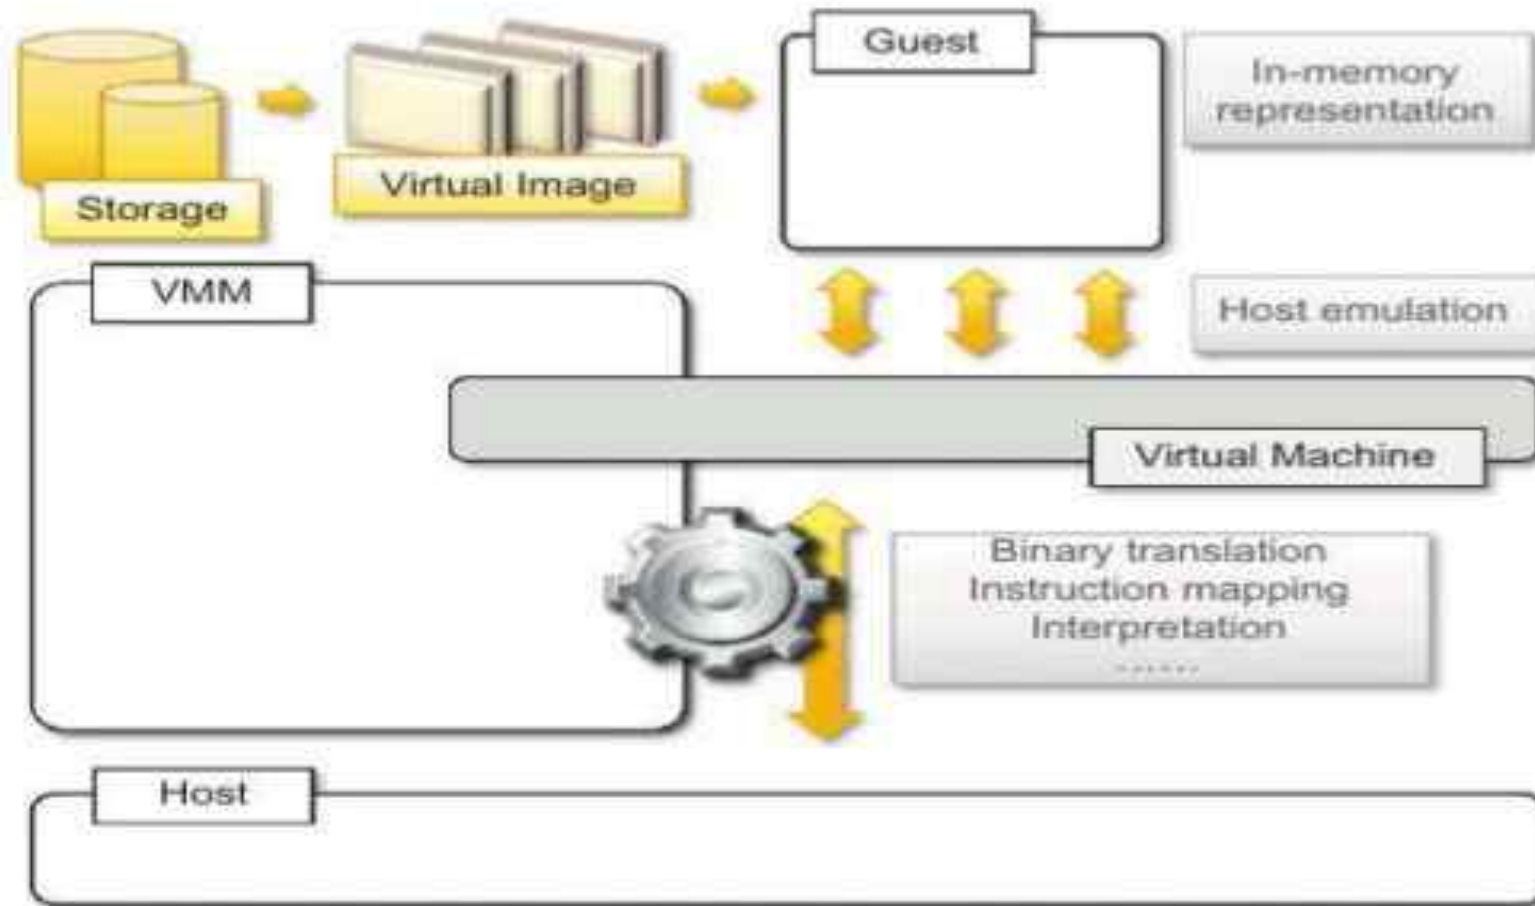 Guest
In-memory
representation
Storage
Virtual Image
VMM
Host emulation
Virtual Machine
Binary translation
Instruction mapping
Interpretation
......
Host